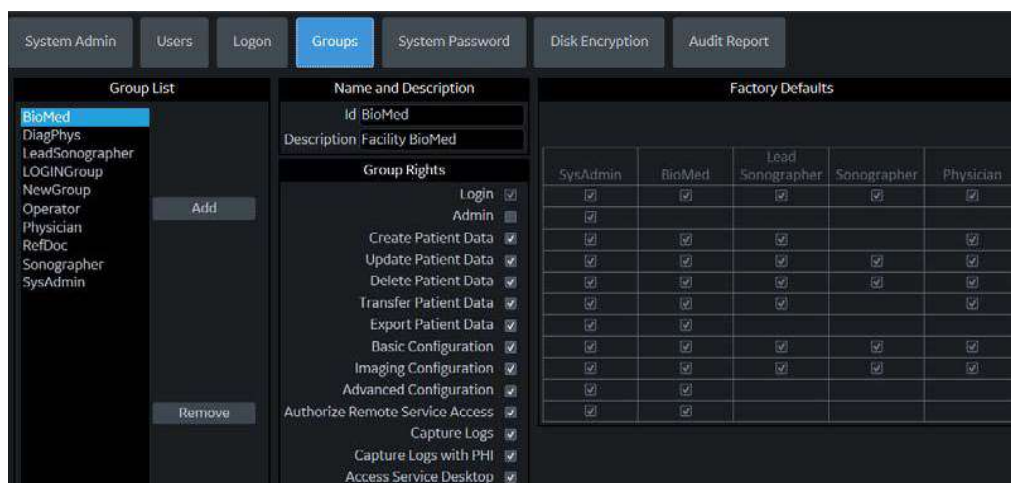 System Admin Users Logon Groups System Password Disk Encryption Audit Report
Group List
BioMed
DiagPhys
LeadSonographer
LOGINGroup
NewGroup
Operator
Physician
RefDoc
Sonographer
SysAdmin
Add
Remove
Name and Description
Id BioMed
Description Facility BioMed
Group Rights
Login
Admin
Create Patient Data
Update Patient Data
Delete Patient Data
Transfer Patient Data
Export Patient Data
Basic Configuration
Imaging Configuration
Advanced Configuration
Authorize Remote Service Access
Capture Logs
Capture Logs with PHI
Access Service Desktop
Factory Defaults
Lead
SysAdmin BioMed Sonographer Sonographer Physician